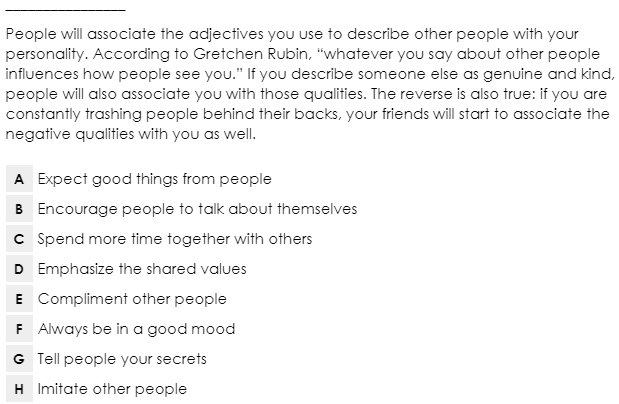 People will associate the adjectives you use to describe other people with your
personality. According to Gretchen Rubin, “whatever you say about other people
influences how people see you.” If you describe someone else as genuine and kind,
people will also associate you with those qualities. The reverse is also true: if you are
constantly trashing people behind their backs, your friends will start to associate the
negative qualities with you as well.
A Expect good things from people
B Encourage people to talk about themselves
C Spend more time together with others
D Emphasize the shared values
E Compliment other people
F Always be in a good mood
G Tell people your secrets
H Imitate other people